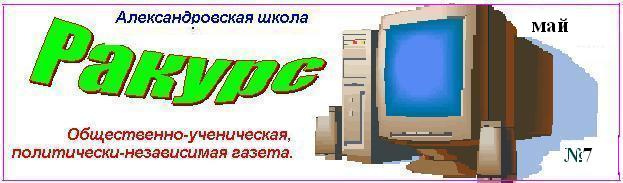 Александровская школа
Ракурс
Общественно-ученическая,
политически-независимая газета.
май
№7